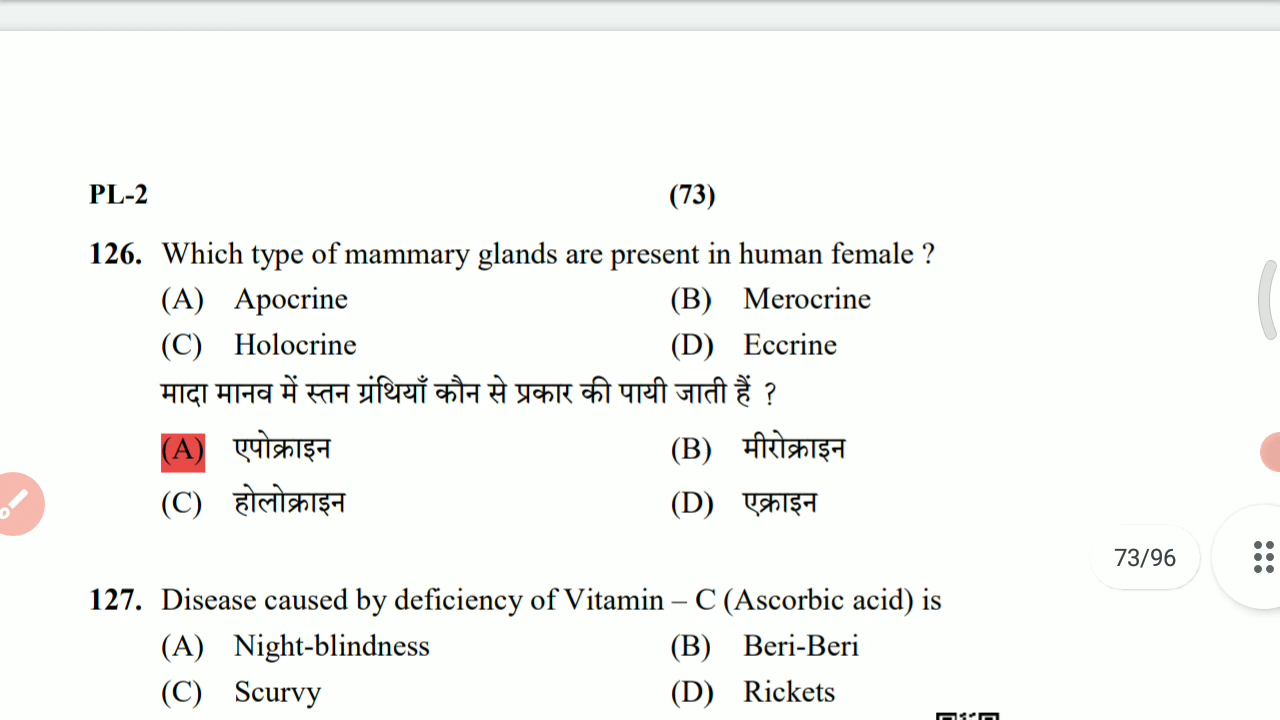 PL-2 (73)
126. Which type of mammary glands are present in human female ?
(A) Apocrine (B) Merocrine
(C) Holocrine (D) Eccrine
मादा मानव में स्तन ग्रंथियाँ कौन से प्रकार की पायी जाती हैं ?
(A) एपोक्राइन (B) मीरोक्राइन
(C) होलोक्राइन (D) एक्राइन
73/96
127. Disease caused by deficiency of Vitamin – C (Ascorbic acid) is
(A) Night-blindness (B) Beri-Beri
(C) Scurvy (D) Rickets